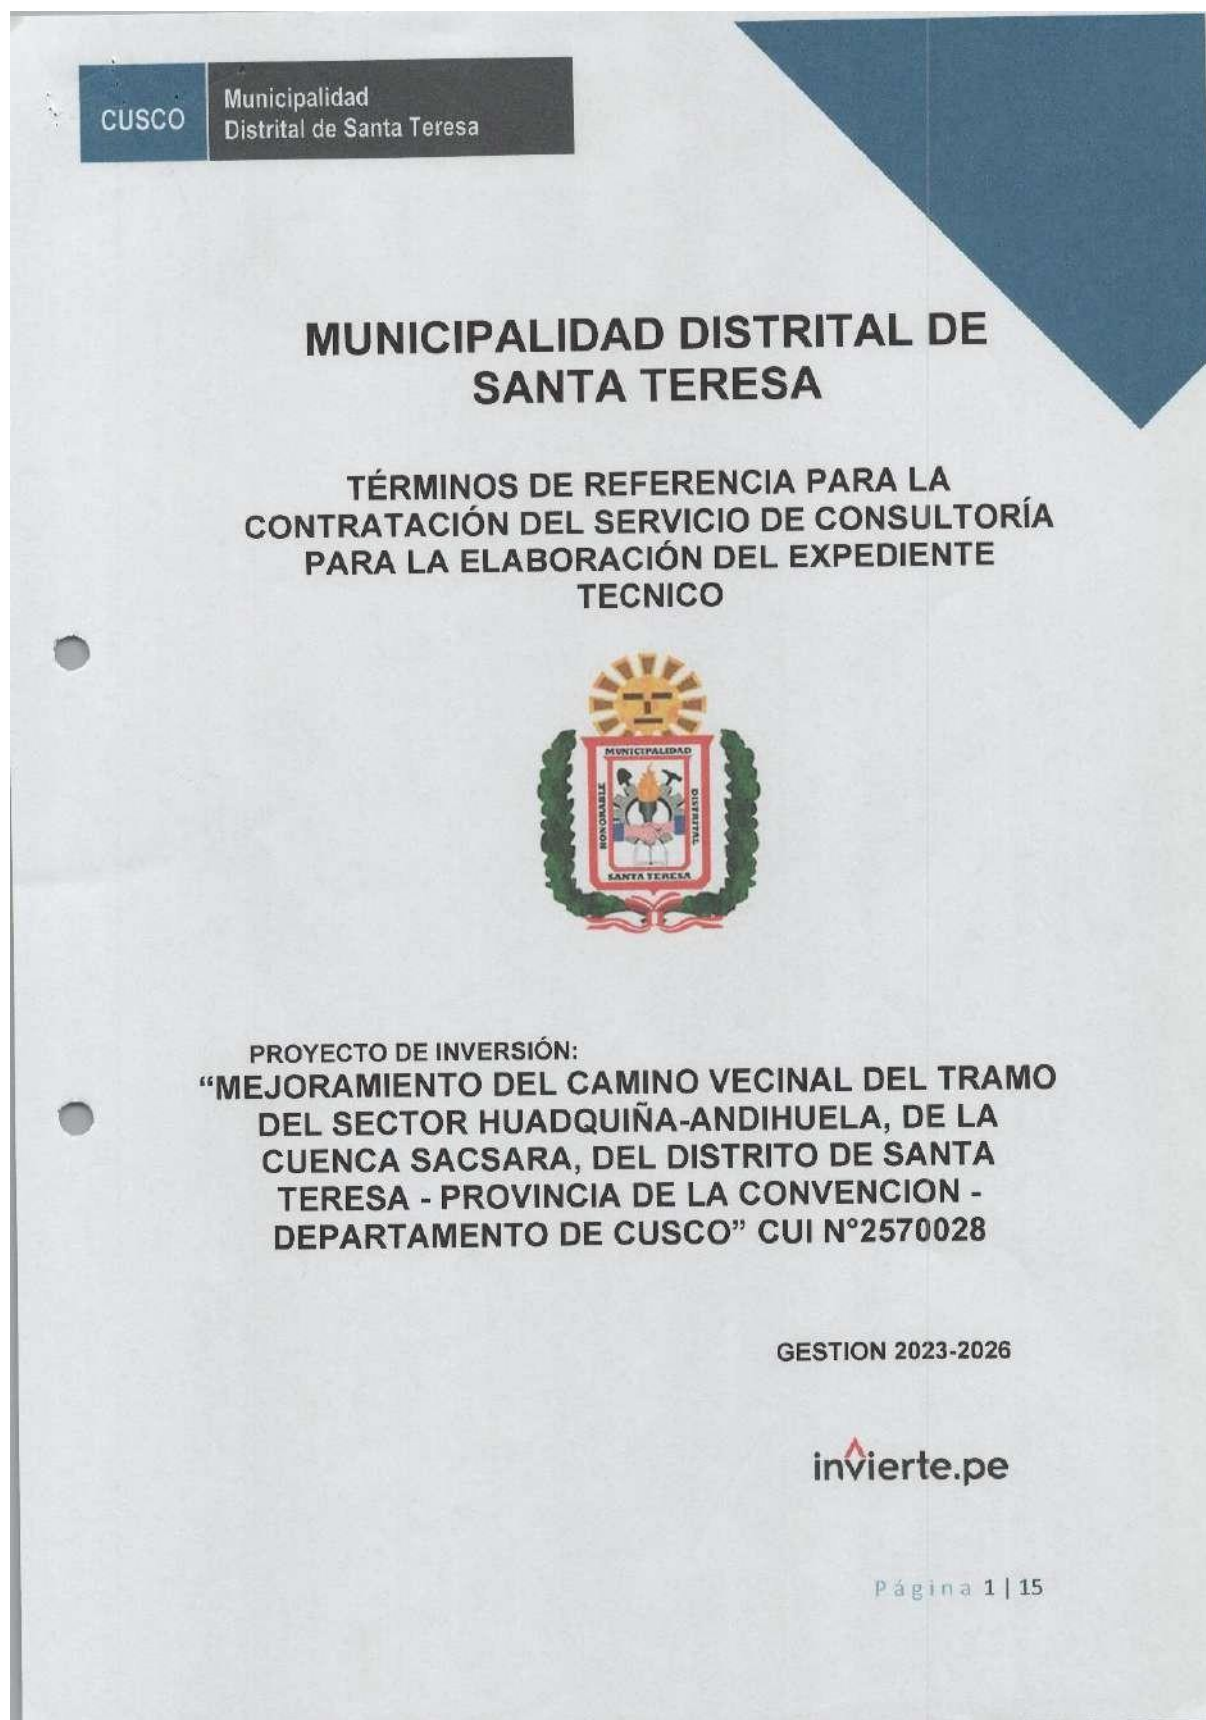 CUSCO
Municipalidad
Distrital de Santa Teresa
MUNICIPALIDAD DISTRITAL DE
SANTA TERESA
TÉRMINOS DE REFERENCIA PARA LA
CONTRATACIÓN DEL SERVICIO DE CONSULTORÍA
PARA LA ELABORACIÓN DEL EXPEDIENTE
TECNICO
MUNICIPALIDAD
HONORABLE
DISTRITAL
SANTA TERESA
PROYECTO DE INVERSIÓN:
“MEJORAMIENTO DEL CAMINO VECINAL DEL TRAMO
DEL SECTOR HUADQUIÑA-ANDIHUELA, DE LA
CUENCA SACSARA, DEL DISTRITO DE SANTA
TERESA - PROVINCIA DE LA CONVENCION -
DEPARTAMENTO DE CUSCO” CUI N°2570028
GESTION 2023-2026
invierte.pe
Página 1 | 15